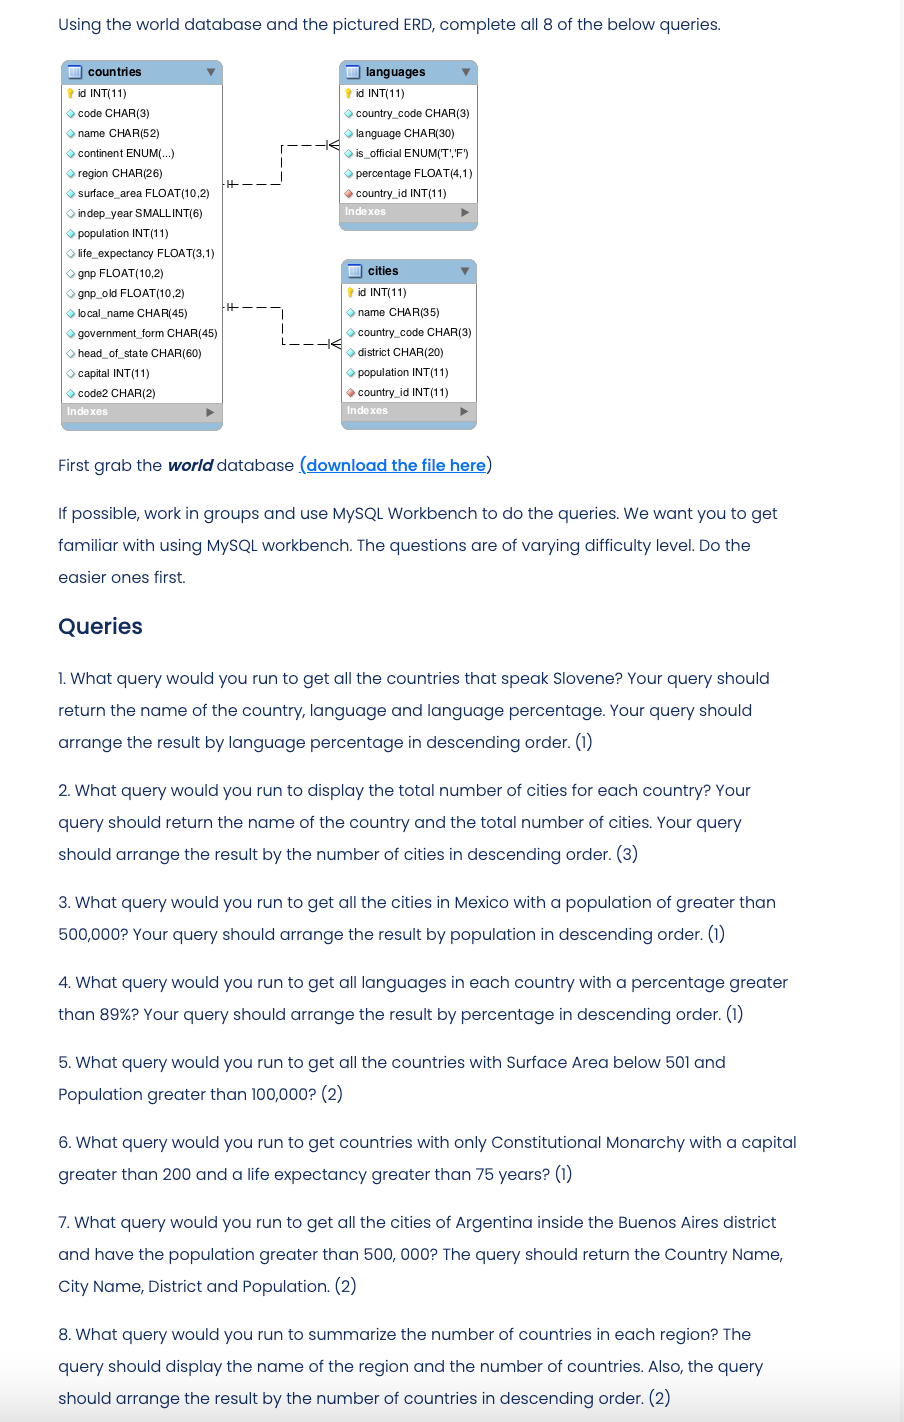 Using the world database and the pictured ERD, complete all 8 of the below queries.
countries
id INT(11)
code CHAR(3)
name CHAR(52)
continent ENUM(...)
region CHAR(26)
surface_area FLOAT(10,2)
indep_year SMALLINT(6)
population INT(11)
life_expectancy FLOAT(3,1)
gnp FLOAT(10,2)
gnp_old FLOAT(10,2)
local_name CHAR(45)
government_form CHAR(45)
head_of_state CHAR(60)
capital INT(11)
code2 CHAR(2)
Indexes
languages
id INT(11)
country_code CHAR(3)
language CHAR(30)
is_official ENUM('T','F')
percentage FLOAT(4,1)
country_id INT(11)
Indexes
cities
id INT(11)
name CHAR(35)
country_code CHAR(3)
district CHAR(20)
population INT(11)
country_id INT(11)
Indexes
First grab the world database (download the file here)
If possible, work in groups and use MySQL Workbench to do the queries. We want you to get
familiar with using MySQL workbench. The questions are of varying difficulty level. Do the
easier ones first.
Queries
1. What query would you run to get all the countries that speak Slovene? Your query should
return the name of the country, language and language percentage. Your query should
arrange the result by language percentage in descending order. (1)
2. What query would you run to display the total number of cities for each country? Your
query should return the name of the country and the total number of cities. Your query
should arrange the result by the number of cities in descending order. (3)
3. What query would you run to get all the cities in Mexico with a population of greater than
500,000? Your query should arrange the result by population in descending order. (1)
4. What query would you run to get all languages in each country with a percentage greater
than 89%? Your query should arrange the result by percentage in descending order. (1)
5. What query would you run to get all the countries with Surface Area below 501 and
Population greater than 100,000? (2)
6. What query would you run to get countries with only Constitutional Monarchy with a capital
greater than 200 and a life expectancy greater than 75 years? (1)
7. What query would you run to get all the cities of Argentina inside the Buenos Aires district
and have the population greater than 500, 000? The query should return the Country Name,
City Name, District and Population. (2)
8. What query would you run to summarize the number of countries in each region? The
query should display the name of the region and the number of countries. Also, the query
should arrange the result by the number of countries in descending order. (2)